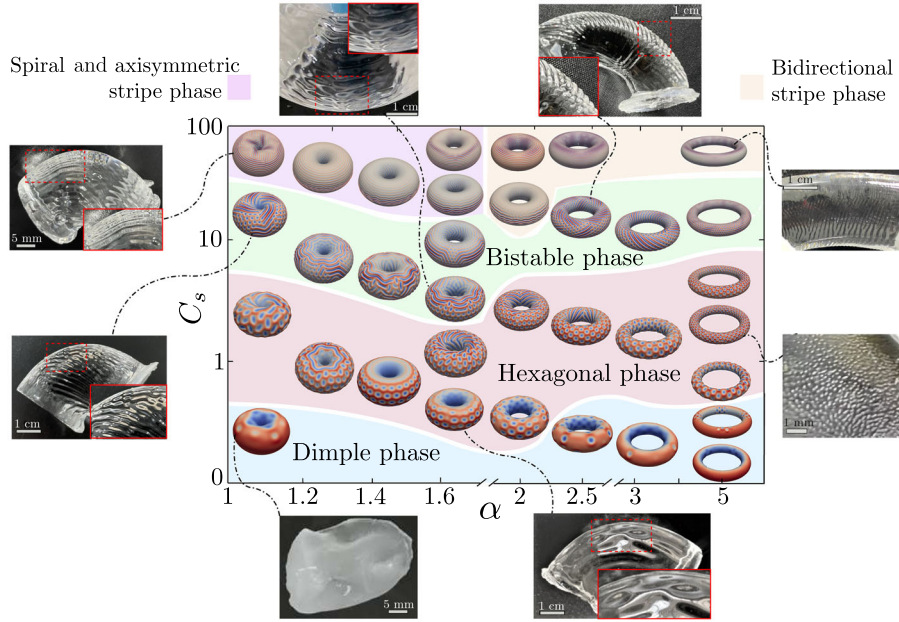 Spiral and axisymmetric
stripe phase
1 cm
1 cm
Bidirectional
stripe phase
5 mm
1 cm
100
10
1
0
C_s
Bistable phase
Hexagonal phase
Dimple phase
1 cm
1 mm
1
1.2
1.4
1.6
2
2.5
3
5
α
5 mm
1 cm